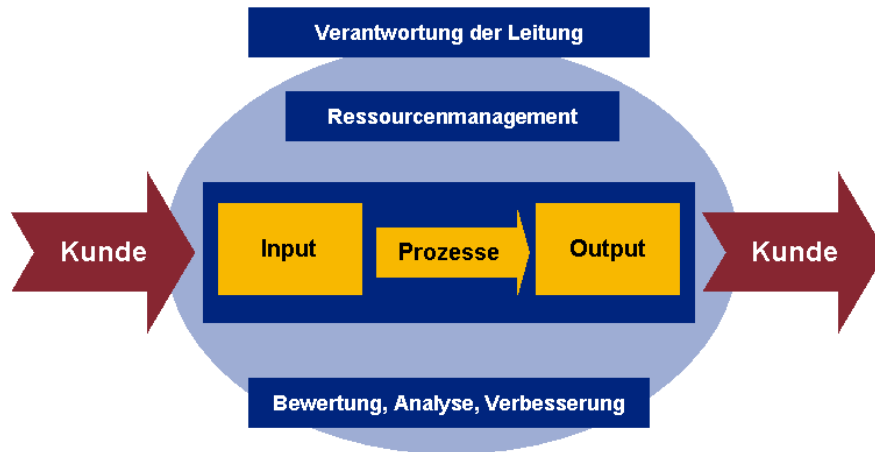 Verantwortung der Leitung
Ressourcenmanagement
Kunde
Input
Prozesse
Output
Kunde
Bewertung, Analyse, Verbesserung